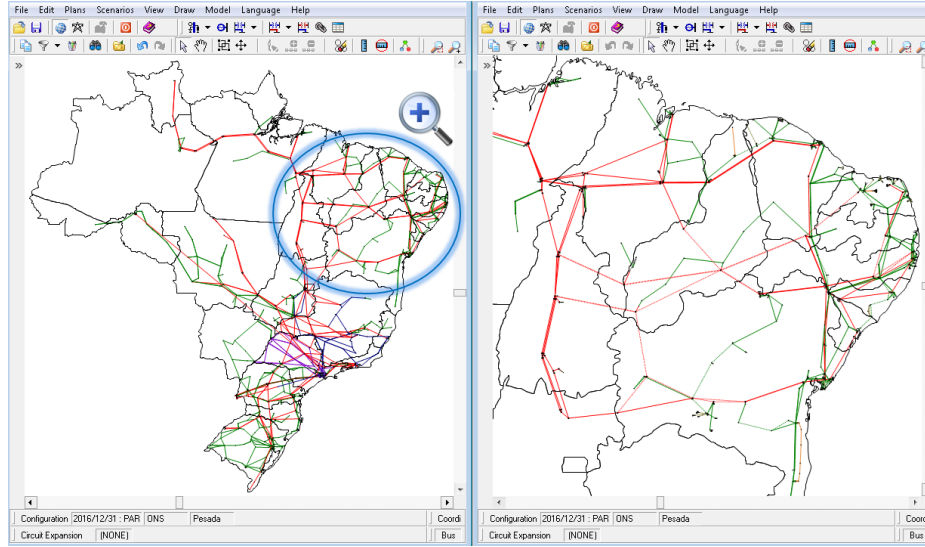 File Edit Plans Scenarios View Draw Model Language Help
»
Configuration 2016/12/31 : PAR ONS Pesada Coordi
Circuit Expansion (NONE) Bus
File Edit Plans Scenarios View Draw Model Language Help
»
Configuration 2016/12/31 : PAR ONS Pesada Coord
Circuit Expansion (NONE) Bus